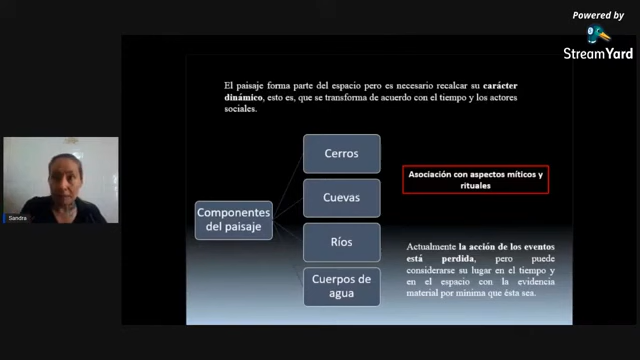 Powered by
StreamYard
El paisaje forma parte del espacio pero es necesario recalcar su carácter
dinámico, esto es, que se transforma de acuerdo con el tiempo y los actores
sociales.
Cerros
Cuevas
Componentes
del paisaje
Ríos
Cuerpos de
agua
Asociación con aspectos míticos y
rituales
Actualmente la acción de los eventos
está perdida, pero puede
considerarse su lugar en el tiempo y
en el espacio con la evidencia
material por mínima que ésta sea.
Sandra